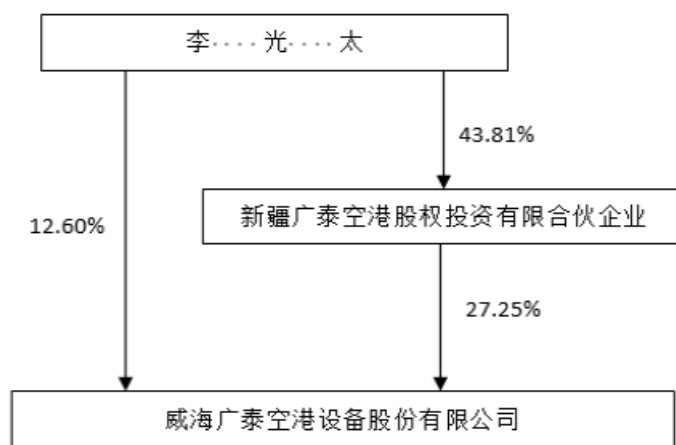 李····光····太
43.81%
新疆广泰空港股权投资有限合伙企业
12.60%
27.25%
威海广泰空港设备股份有限公司